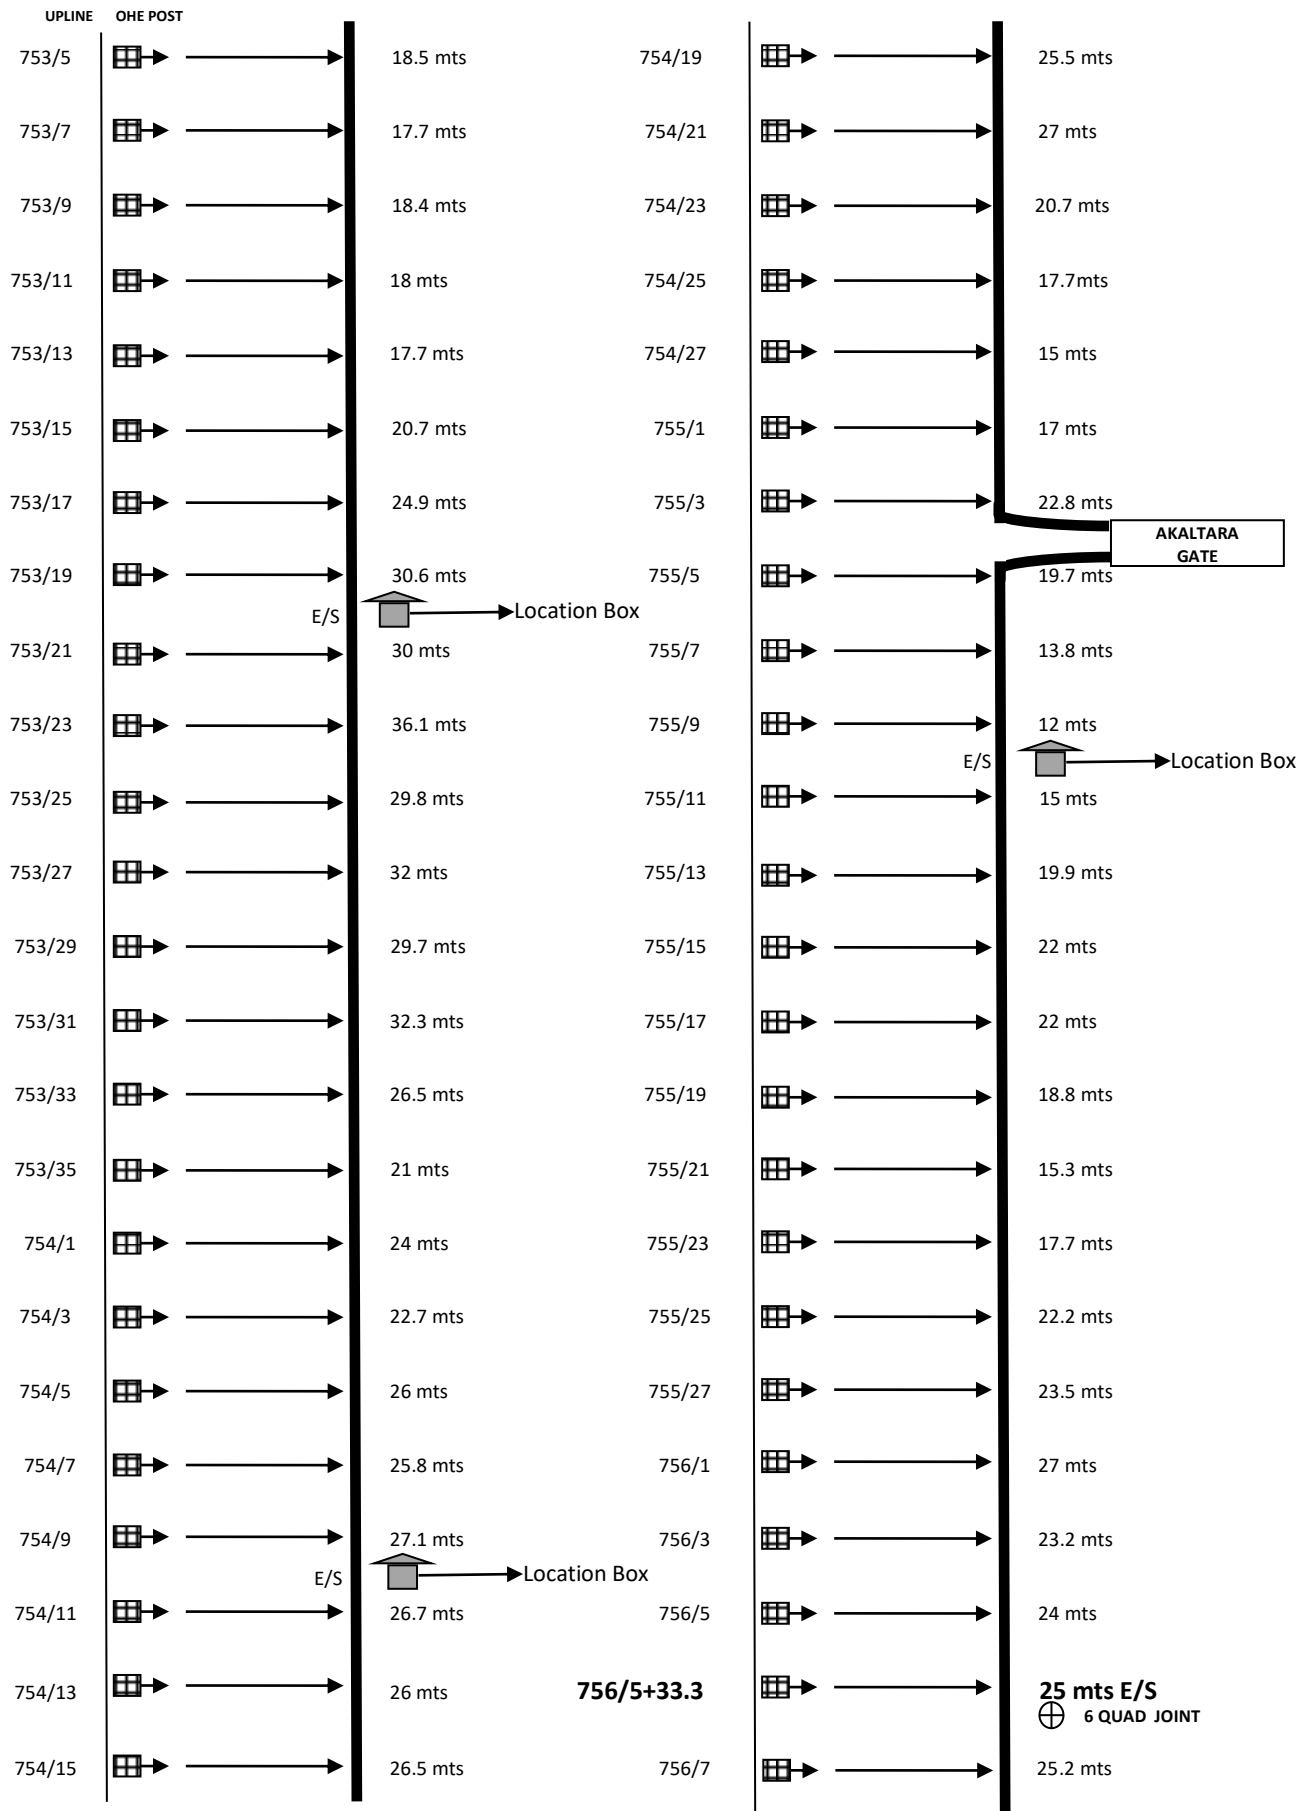 UPLINE OHE POST
753/5 18.5 mts
753/7 17.7 mts
753/9 18.4 mts
753/11 18 mts
753/13 17.7 mts
753/15 20.7 mts
753/17 24.9 mts
753/19 30.6 mts
E/S Location Box
753/21 30 mts
753/23 36.1 mts
753/25 29.8 mts
753/27 32 mts
753/29 29.7 mts
753/31 32.3 mts
753/33 26.5 mts
753/35 21 mts
754/1 24 mts
754/3 22.7 mts
754/5 26 mts
754/7 25.8 mts
754/9 27.1 mts
E/S Location Box
754/11 26.7 mts
754/13 26 mts
754/15 26.5 mts
754/19 25.5 mts
754/21 27 mts
754/23 20.7 mts
754/25 17.7mts
754/27 15 mts
755/1 17 mts
755/3 22.8 mts
AKALTARA
GATE
755/5 19.7 mts
755/7 13.8 mts
755/9 12 mts
E/S Location Box
755/11 15 mts
755/13 19.9 mts
755/15 22 mts
755/17 22 mts
755/19 18.8 mts
755/21 15.3 mts
755/23 17.7 mts
755/25 22.2 mts
755/27 23.5 mts
756/1 27 mts
756/3 23.2 mts
756/5 24 mts
756/5+33.3 25 mts E/S
6 QUAD JOINT
756/7 25.2 mts